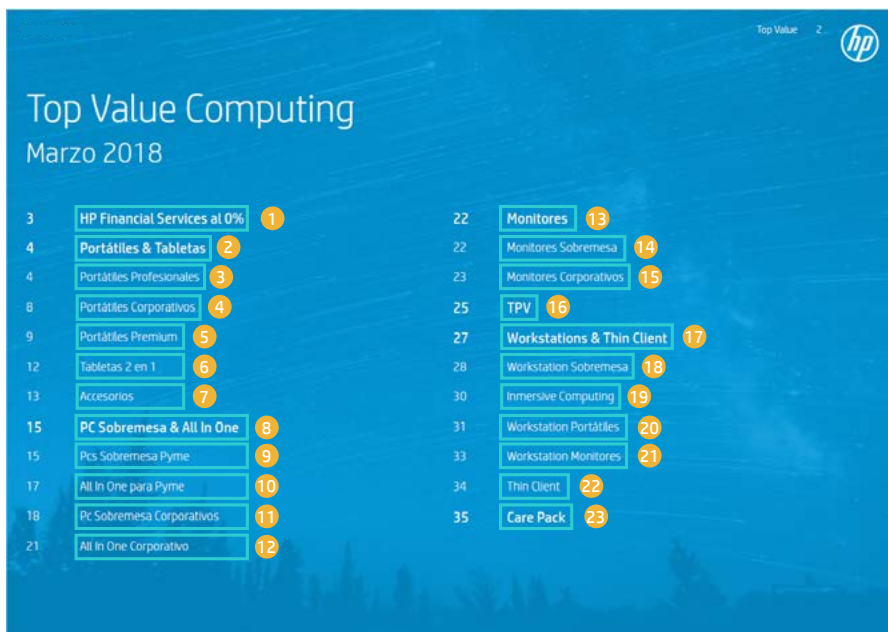 Top Value 2
hp
Top Value Computing
Marzo 2018
3 HP Financial Services al 0% 1
4 Portátiles & Tabletas 2
4 Portátiles Profesionales 3
8 Portátiles Corporativos 4
9 Portátiles Premium 5
12 Tabletas 2 en 1 6
13 Accesorios 7
15 PC Sobremesa & All In One 8
15 Pcs Sobremesa Pyme 9
17 All In One para Pyme 10
18 Pc Sobremesa Corporativos 11
21 All In One Corporativo 12
22 Monitores 13
22 Monitores Sobremesa 14
23 Monitores Corporativos 15
25 TPV 16
27 Workstations & Thin Client 17
28 Workstation Sobremesa 18
30 Inmersive Computing 19
31 Workstation Portátiles 20
33 Workstation Monitores 21
34 Thin Client 22
35 Care Pack 23